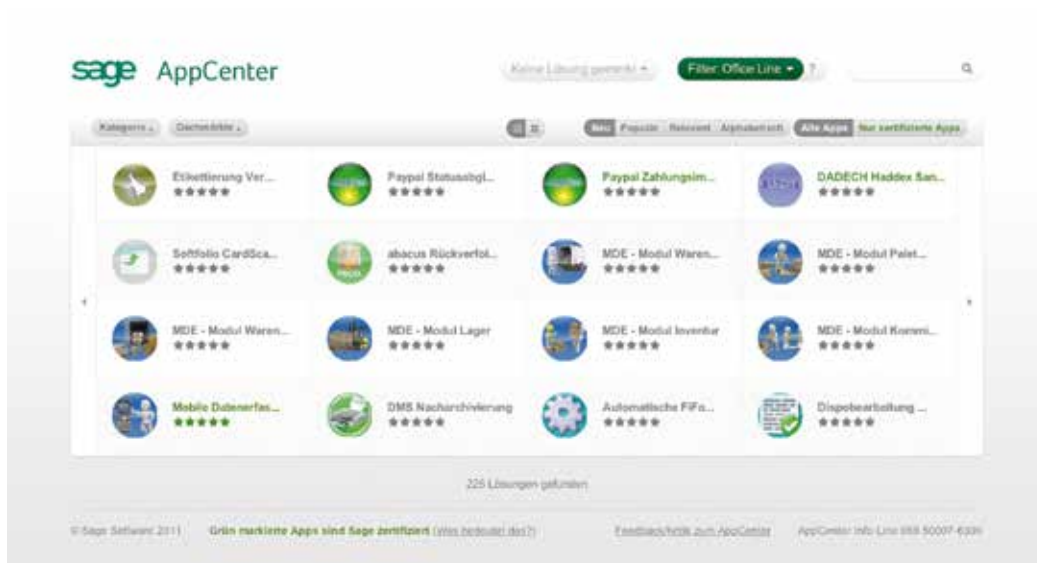 sage AppCenter
Keine Lösung gemerkt
Filter: Office Line ?
Kategorie
Neu Populär Relevant Alphabetisch Alle Apps Nur zertifizierte Apps
Etikettierung Ver...
Paypal Statusabgl...
Paypal Zahlungsim...
DADECH Haddex San...
Softfolio CardSca...
abacus Rückverfol...
MDE - Modul Waren...
MDE - Modul Palet...
MDE - Modul Waren...
MDE - Modul Lager
MDE - Modul Inventur
MDE - Modul Kommi...
Mobile Datenerfas...
DMS Nacharchivierung
Automatische FiFo...
Dispobearbeitung ...
225 Lösungen gefunden
© Sage Software 2011 Grün markierte Apps sind Sage zertifiziert (Was bedeutet das?) Feedback/Kritik zum AppCenter AppCenter Info-Line